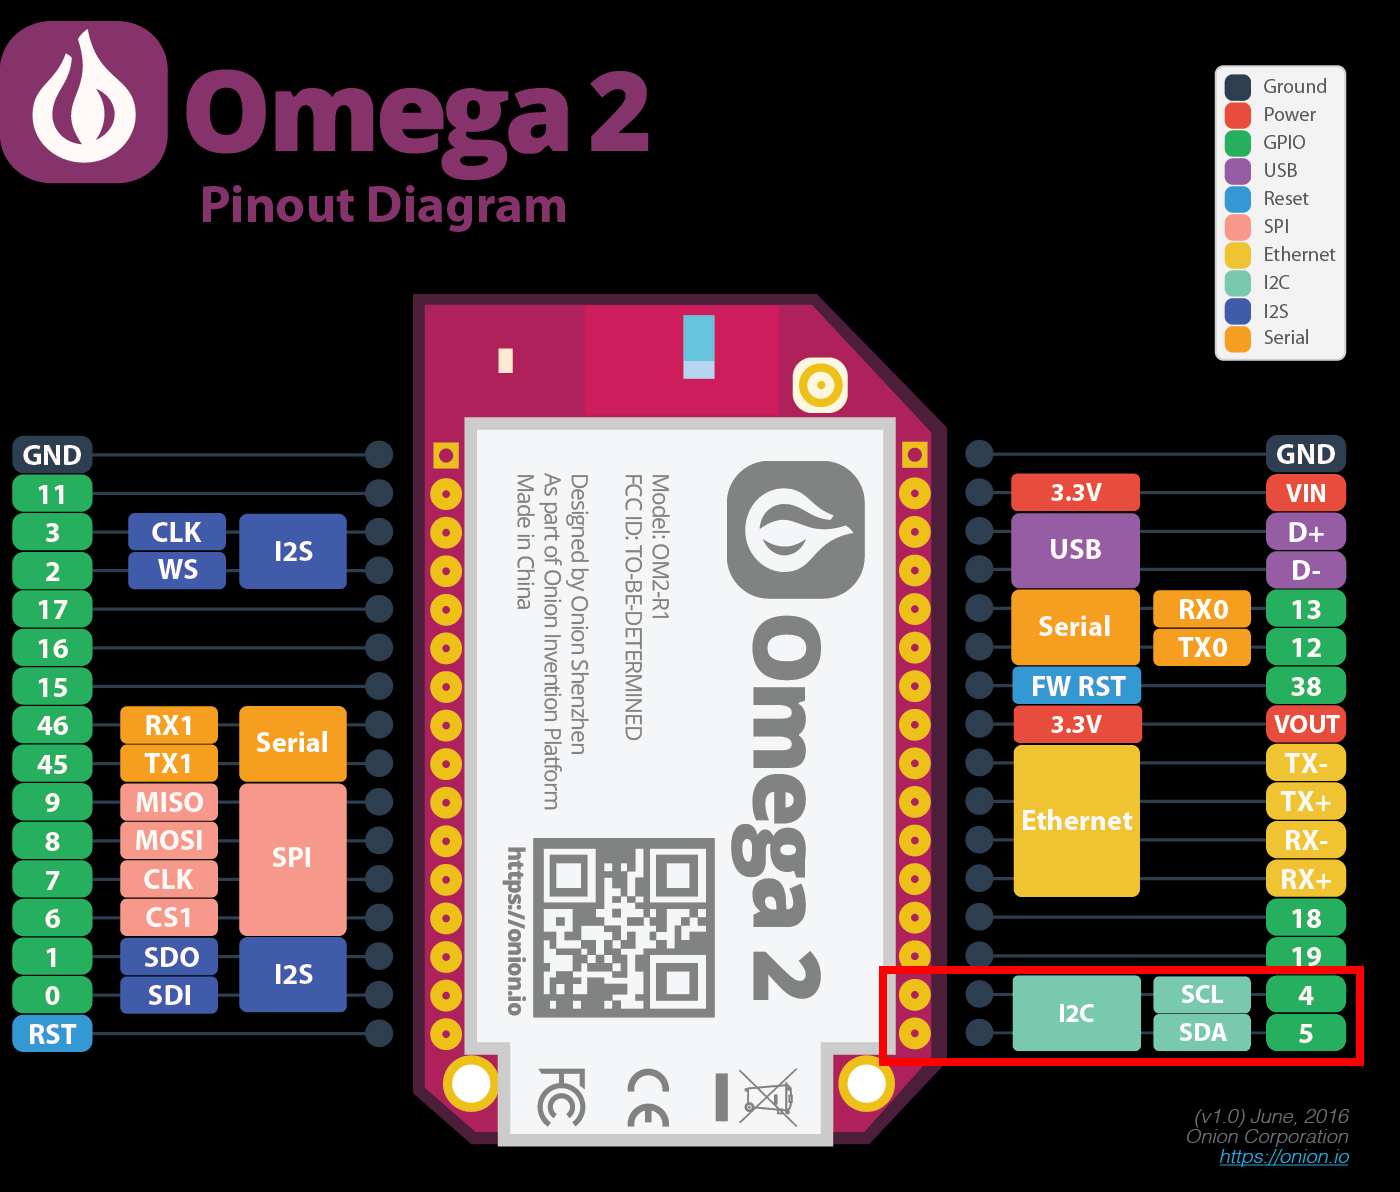 Omega 2
Pinout Diagram
Ground
Power
GPIO
USB
Reset
SPI
Ethernet
I2C
I2S
Serial
GND
11
3 CLK I2S
2 WS
17
16
15
46 RX1 Serial
45 TX1
9 MISO SPI
8 MOSI
7 CLK
6 CS1
1 SDO I2S
0 SDI
RST
Model: OM2-R1
FCC ID: TO-BE-DETERMINED
Designed by Onion Shenzhen
As part of Onion Invention Platform
Made in China
https://onion.io
Omega 2
FC
CE
GND
3.3V VIN
USB D+
D-
Serial RX0 13
TX0 12
FW RST 38
3.3V VOUT
Ethernet TX-
TX+
RX-
RX+
18
19
I2C SCL 4
SDA 5
(v1.0) June, 2016
Onion Corporation
https://onion.io